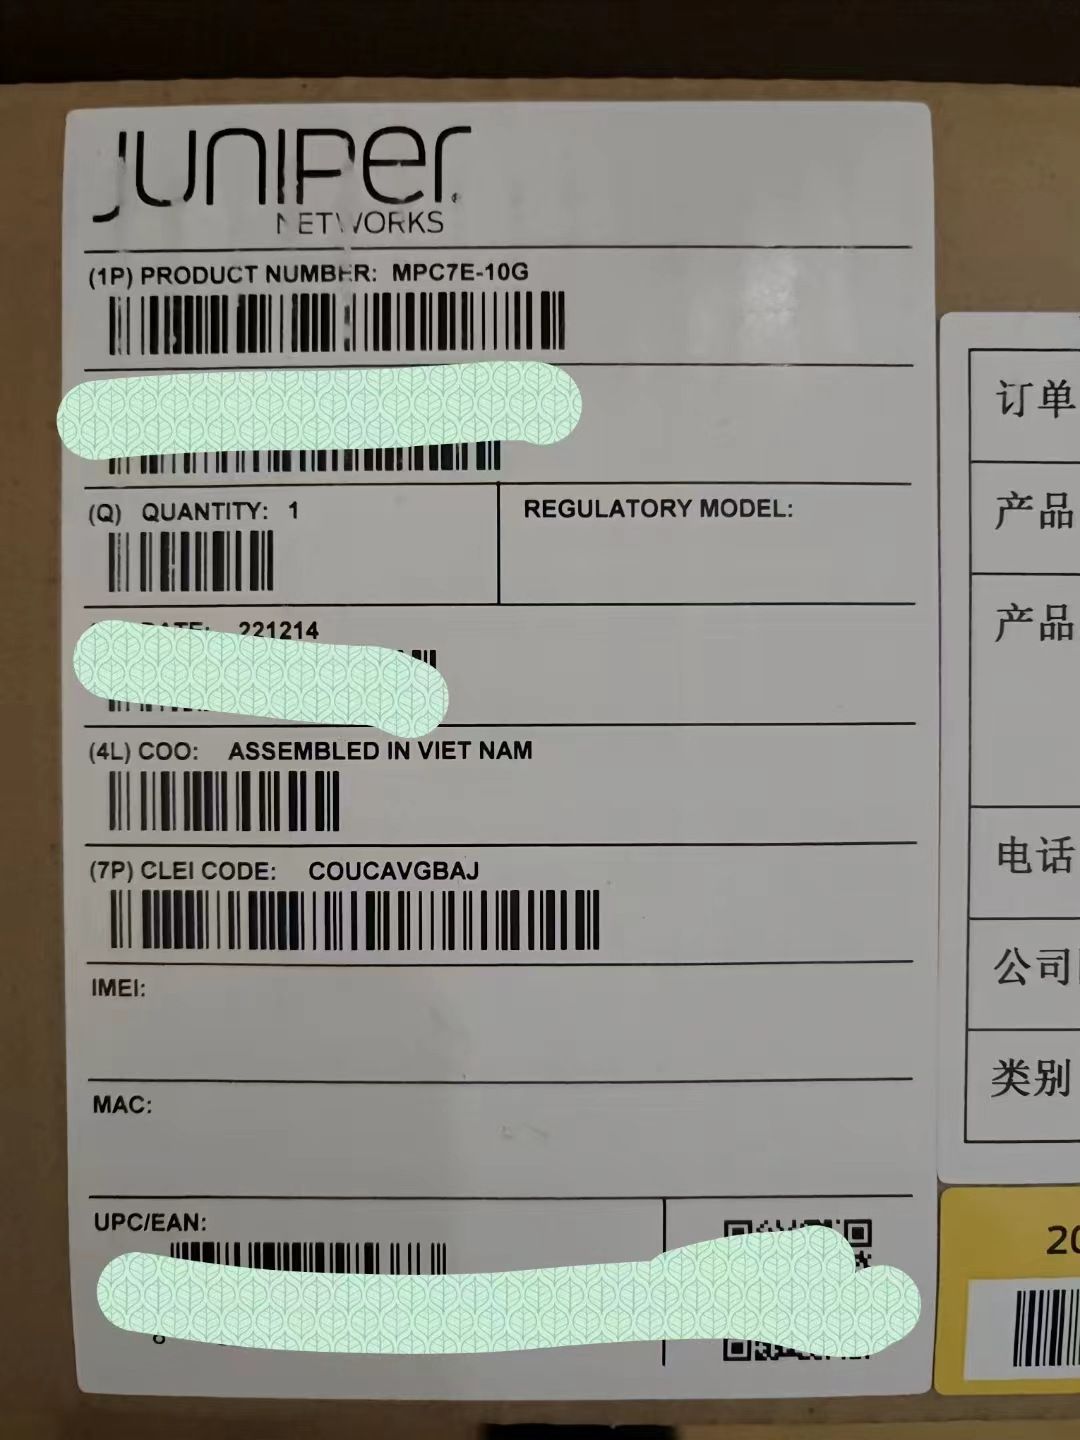 JUNIPER
NETWORKS
(1P) PRODUCT NUMBER: MPC7E-10G
(Q) QUANTITY: 1
REGULATORY MODEL:
DATE: 221214
(4L) COO: ASSEMBLED IN VIET NAM
(7P) CLEI CODE: COUCAVGBAJ
IMEI:
MAC:
UPC/EAN:
订单
产品
产品
电话
公司
类别
20